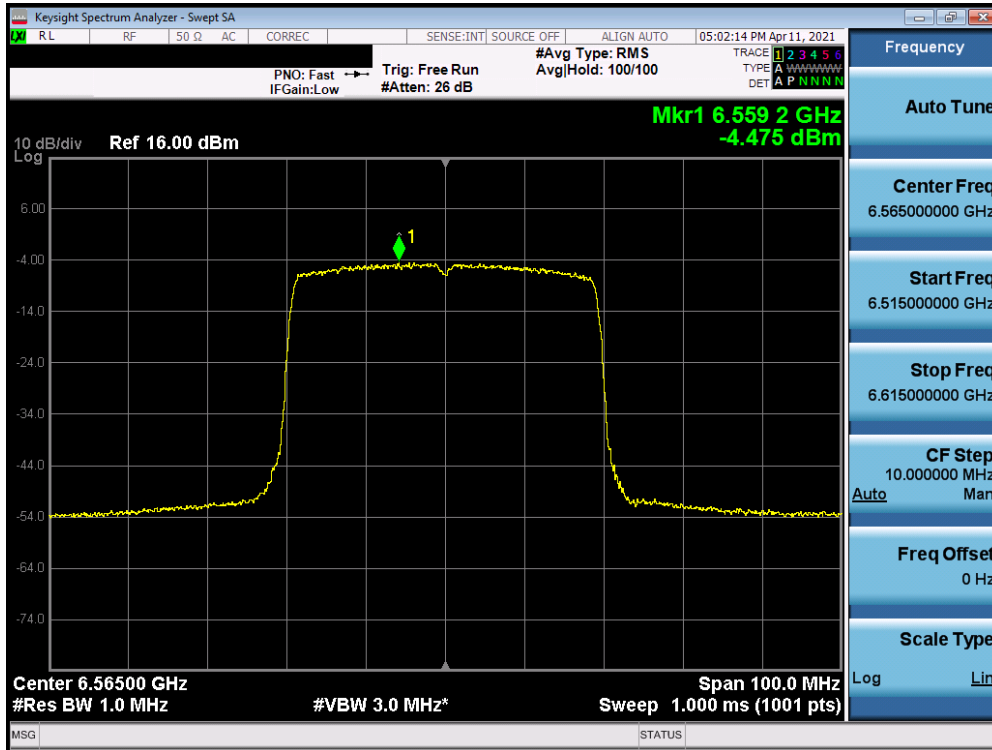 Keysight Spectrum Analyzer - Swept SA
LXI RL RF 50 Ω AC CORREC SENSE:INT SOURCE OFF ALIGN AUTO 05:02:14 PM Apr 11, 2021
Frequency
PNO: Fast
IFGain:Low
Trig: Free Run
#Atten: 26 dB
#Avg Type: RMS
Avg|Hold: 100/100
TRACE 1 2 3 4 5 6
TYPE A W W W W W
DET A P N N N N
Mkr1 6.559 2 GHz
-4.475 dBm
10 dB/div Ref 16.00 dBm
Log
1
6.00
-4.00
-14.0
-24.0
-34.0
-44.0
-54.0
-64.0
-74.0
Center 6.56500 GHz Span 100.0 MHz
#Res BW 1.0 MHz #VBW 3.0 MHz* Sweep 1.000 ms (1001 pts)
MSG STATUS
Auto Tune
Center Freq
6.565000000 GHz
Start Freq
6.515000000 GHz
Stop Freq
6.615000000 GHz
CF Step
10.000000 MHz
Auto Man
Freq Offset
0 Hz
Scale Type
Log Lin